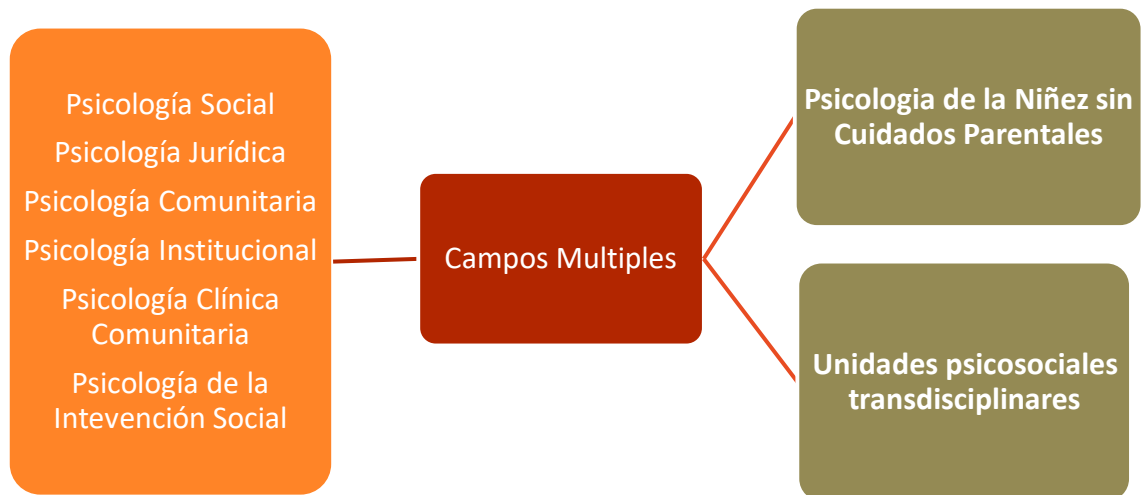 Psicología Social
Psicología Jurídica
Psicología Comunitaria
Psicología Institucional
Psicología Clínica
Comunitaria
Psicología de la
Intevención Social
Campos Multiples
Psicologia de la Niñez sin
Cuidados Parentales
Unidades psicosociales
transdisciplinares